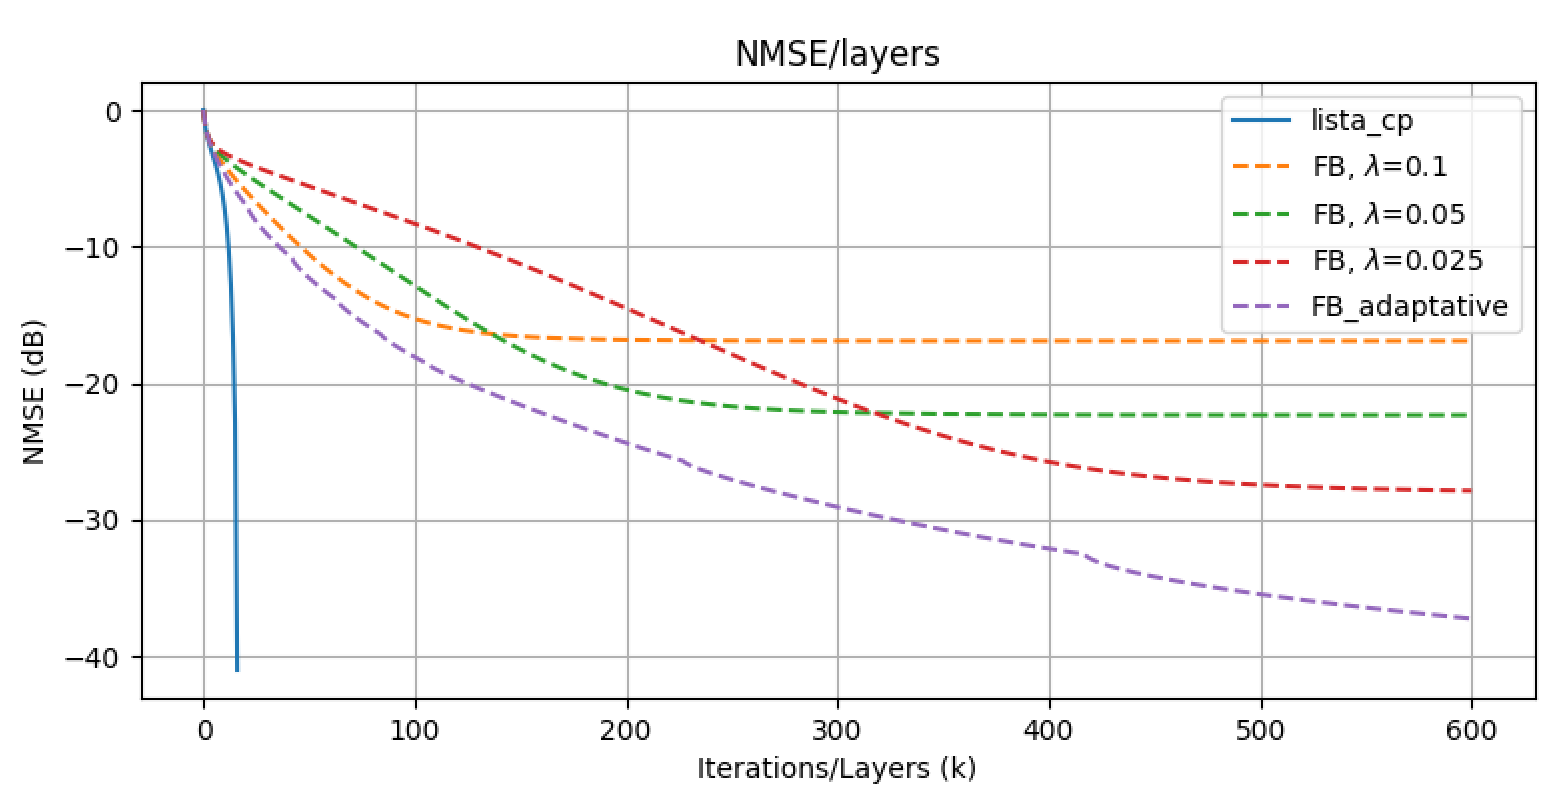 NMSE/layers
lista_cp
FB, λ=0.1
FB, λ=0.05
FB, λ=0.025
FB_adaptative
NMSE (dB)
0
−10
−20
−30
−40
0 100 200 300 400 500 600
Iterations/Layers (k)